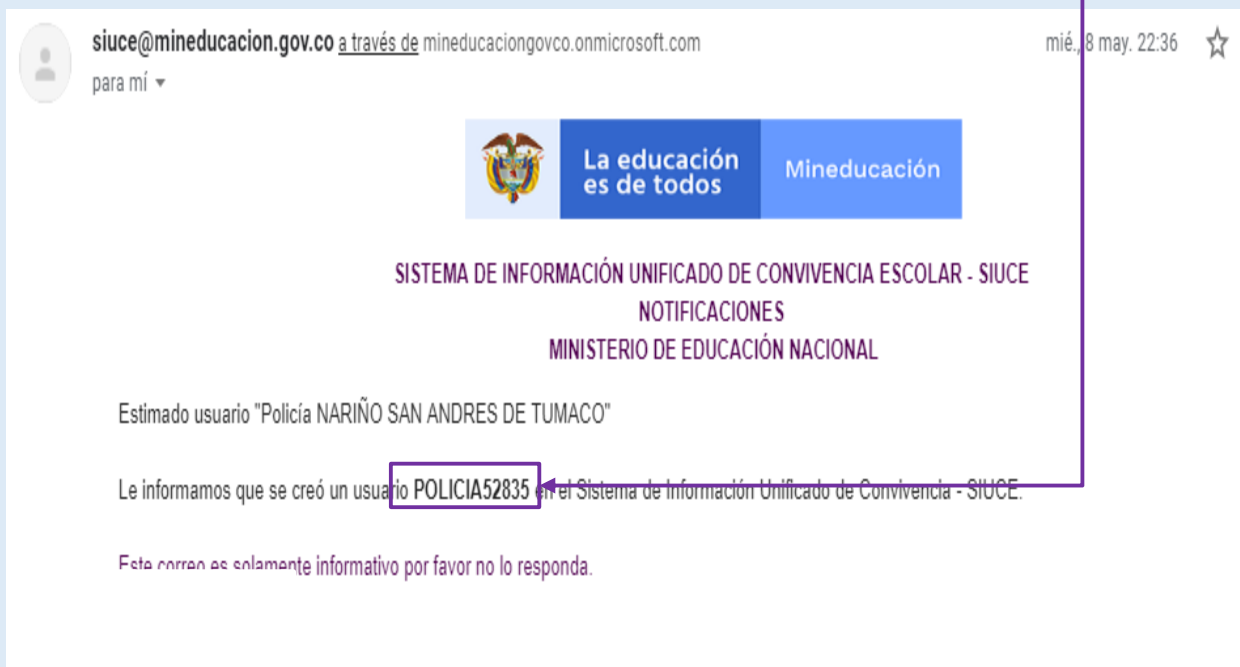 siuce@mineducacion.gov.co a través de mineducaciongovco.onmicrosoft.com
mié., 8 may. 22:36
para mí
La educación
es de todos
Mineducación
SISTEMA DE INFORMACIÓN UNIFICADO DE CONVIVENCIA ESCOLAR - SIUCE
NOTIFICACIONES
MINISTERIO DE EDUCACIÓN NACIONAL
Estimado usuario "Policía NARIÑO SAN ANDRES DE TUMACO"
Le informamos que se creó un usuario POLICIA52835 en el Sistema de Información Unificado de Convivencia - SIUCE.
Este correo es solamente informativo por favor no lo responda.